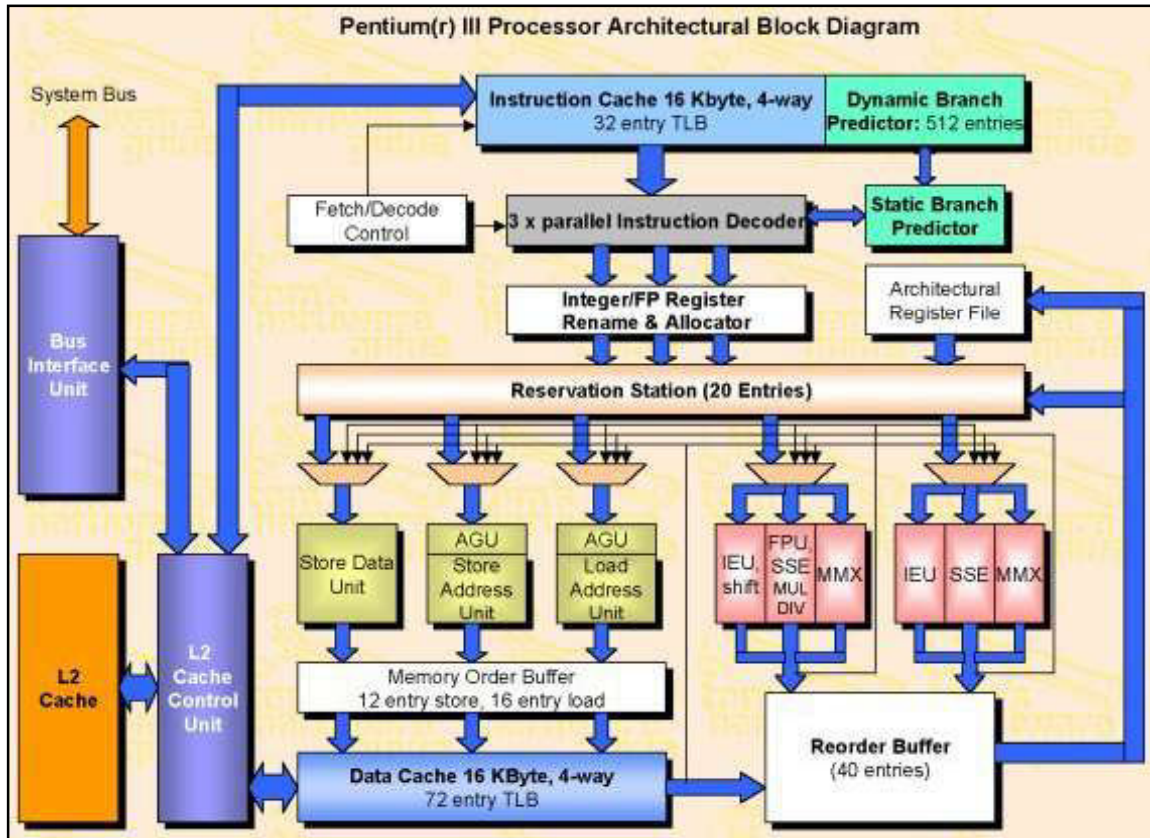 Pentium(r) III Processor Architectural Block Diagram
System Bus
Instruction Cache 16 Kbyte, 4-way
32 entry TLB
Dynamic Branch
Predictor: 512 entries
Fetch/Decode
Control
3 x parallel Instruction Decoder
Static Branch
Predictor
Integer/FP Register
Rename & Allocator
Architectural
Register File
Bus
Interface
Unit
Reservation Station (20 Entries)
Store Data
Unit
AGU
Store
Address
Unit
AGU
Load
Address
Unit
IEU,
shift
FPU,
SSE
MUL
DIV
MMX
IEU
SSE
MMX
L2
Cache
L2
Cache
Control
Unit
Memory Order Buffer
12 entry store, 16 entry load
Reorder Buffer
(40 entries)
Data Cache 16 KByte, 4-way
72 entry TLB